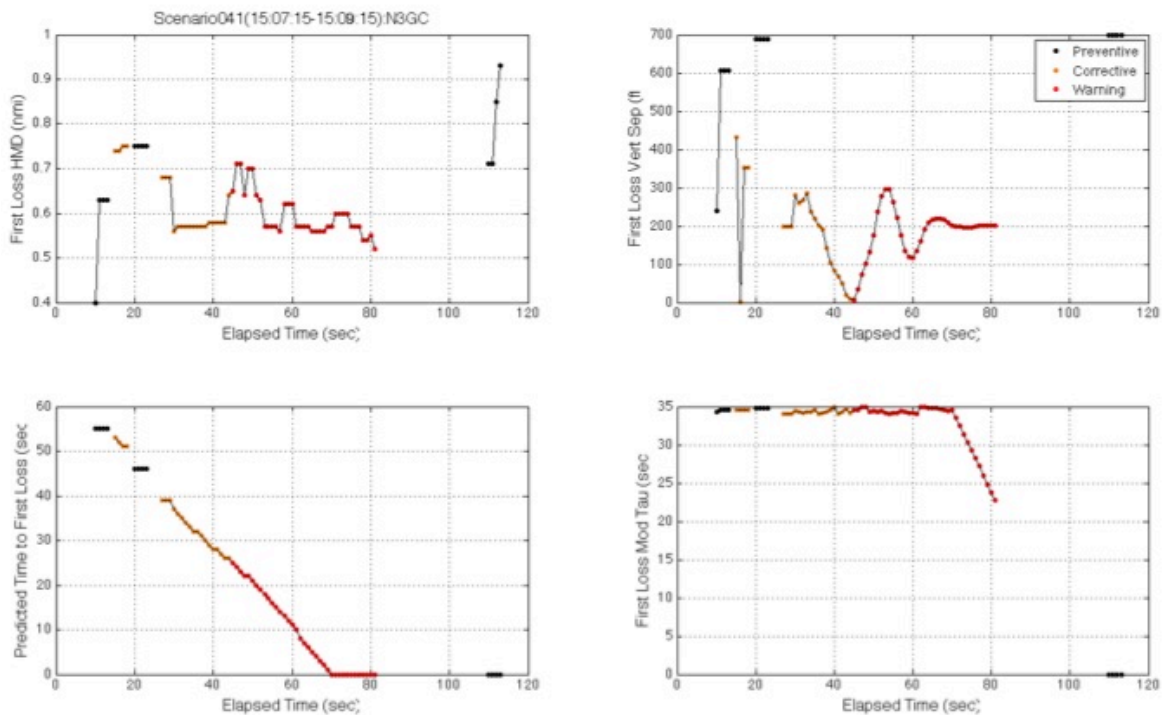 Scenario041(15:07:15-15:09:15):N3GC
First Loss HMD (nmi)
1
0.9
0.8
0.7
0.6
0.5
0.4
0 20 40 60 80 100 120
Elapsed Time (sec)
First Loss Vert Sep (fl
700
600
500
400
300
200
100
0
0 20 40 60 80 100 120
Elapsed Time (sec)
Preventive
Corrective
Warning
Predicted Time to First Loss (sec
60
50
40
30
20
10
0
0 20 40 60 80 100 120
Elapsed Time (sec)
First Loss Mod Tau (sec
35
30
25
20
15
10
5
0
0 20 40 60 80 100 120
Elapsed Time (sec)